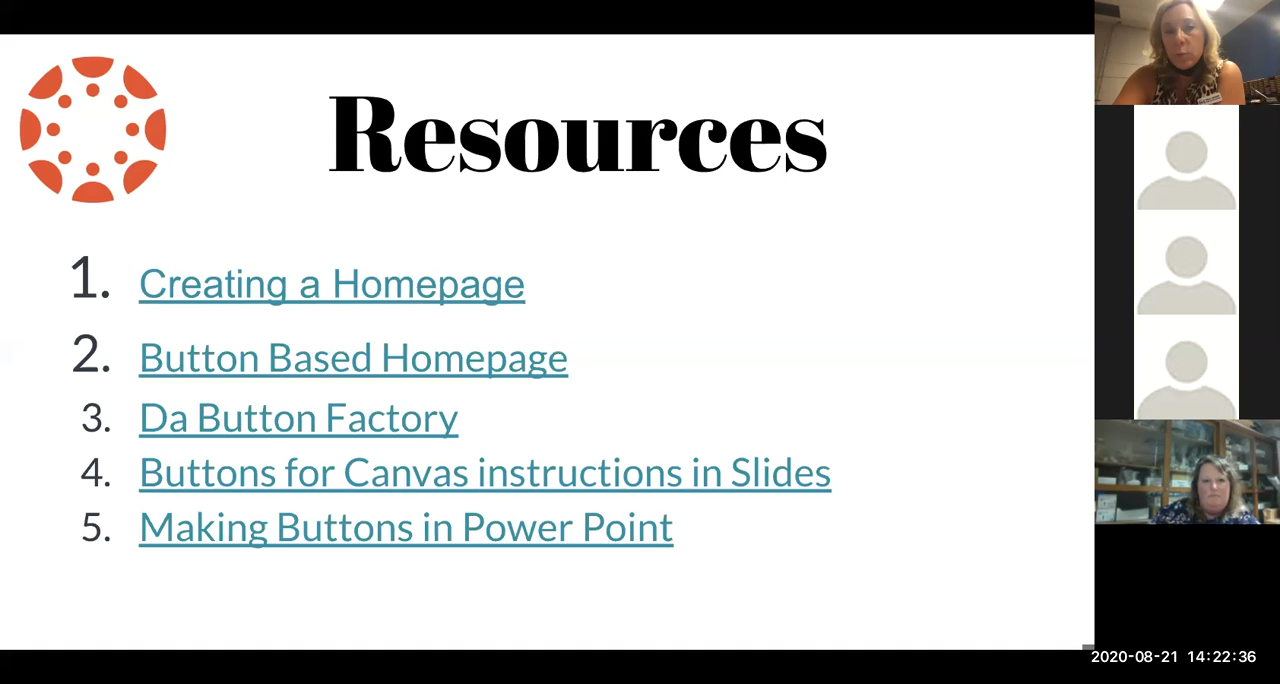 Resources
1. Creating a Homepage
2. Button Based Homepage
3. Da Button Factory
4. Buttons for Canvas instructions in Slides
5. Making Buttons in Power Point
2020-08-21 14:22:36